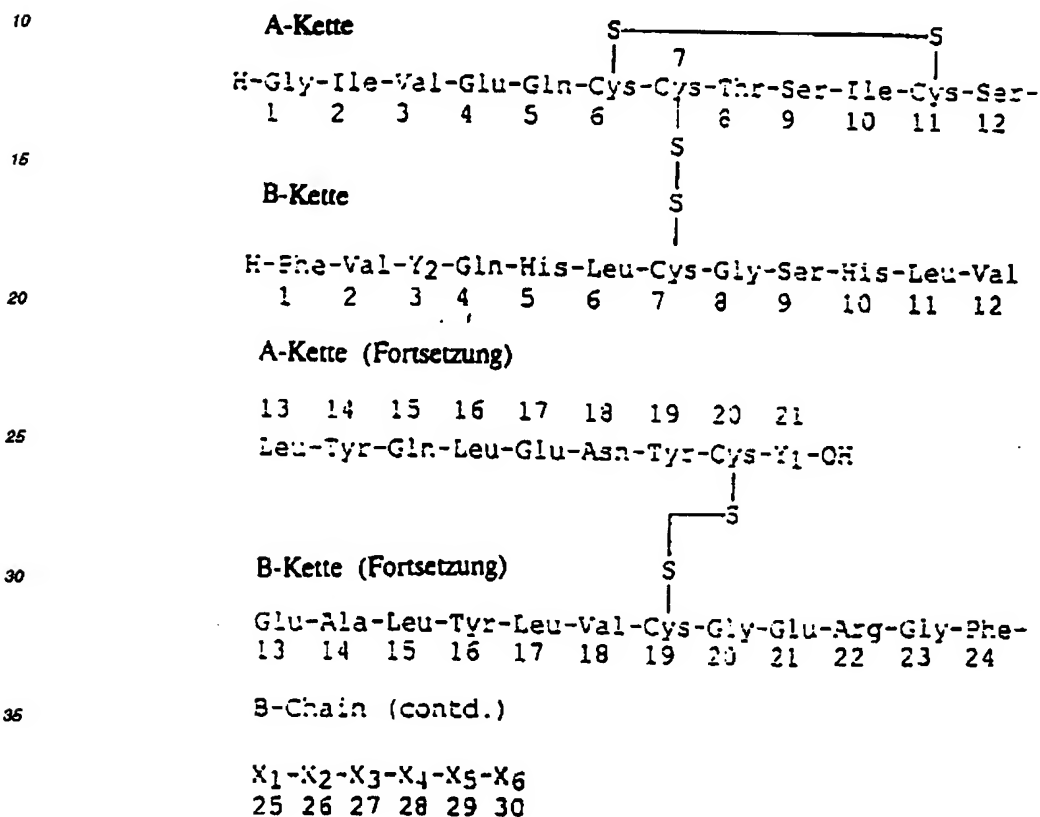 10 A-Kette S S
7
H-Gly-Ile-Val-Glu-Gln-Cys-Cys-Thr-Ser-Ile-Cys-Ser-
1 2 3 4 5 6 8 9 10 11 12
15 S
B-Kette S
H-Phe-Val-Y2-Gln-His-Leu-Cys-Gly-Ser-His-Leu-Val
20 1 2 3 4 5 6 7 8 9 10 11 12
A-Kette (Fortsetzung)
13 14 15 16 17 18 19 20 21
25 Leu-Tyr-Gln-Leu-Glu-Asn-Tyr-Cys-Y1-OH
S
30 B-Kette (Fortsetzung) S
Glu-Ala-Leu-Tyr-Leu-Val-Cys-Gly-Glu-Arg-Gly-Phe-
13 14 15 16 17 18 19 20 21 22 23 24
35 B-Chain (contd.)
X1-X2-X3-X4-X5-X6
25 26 27 28 29 30